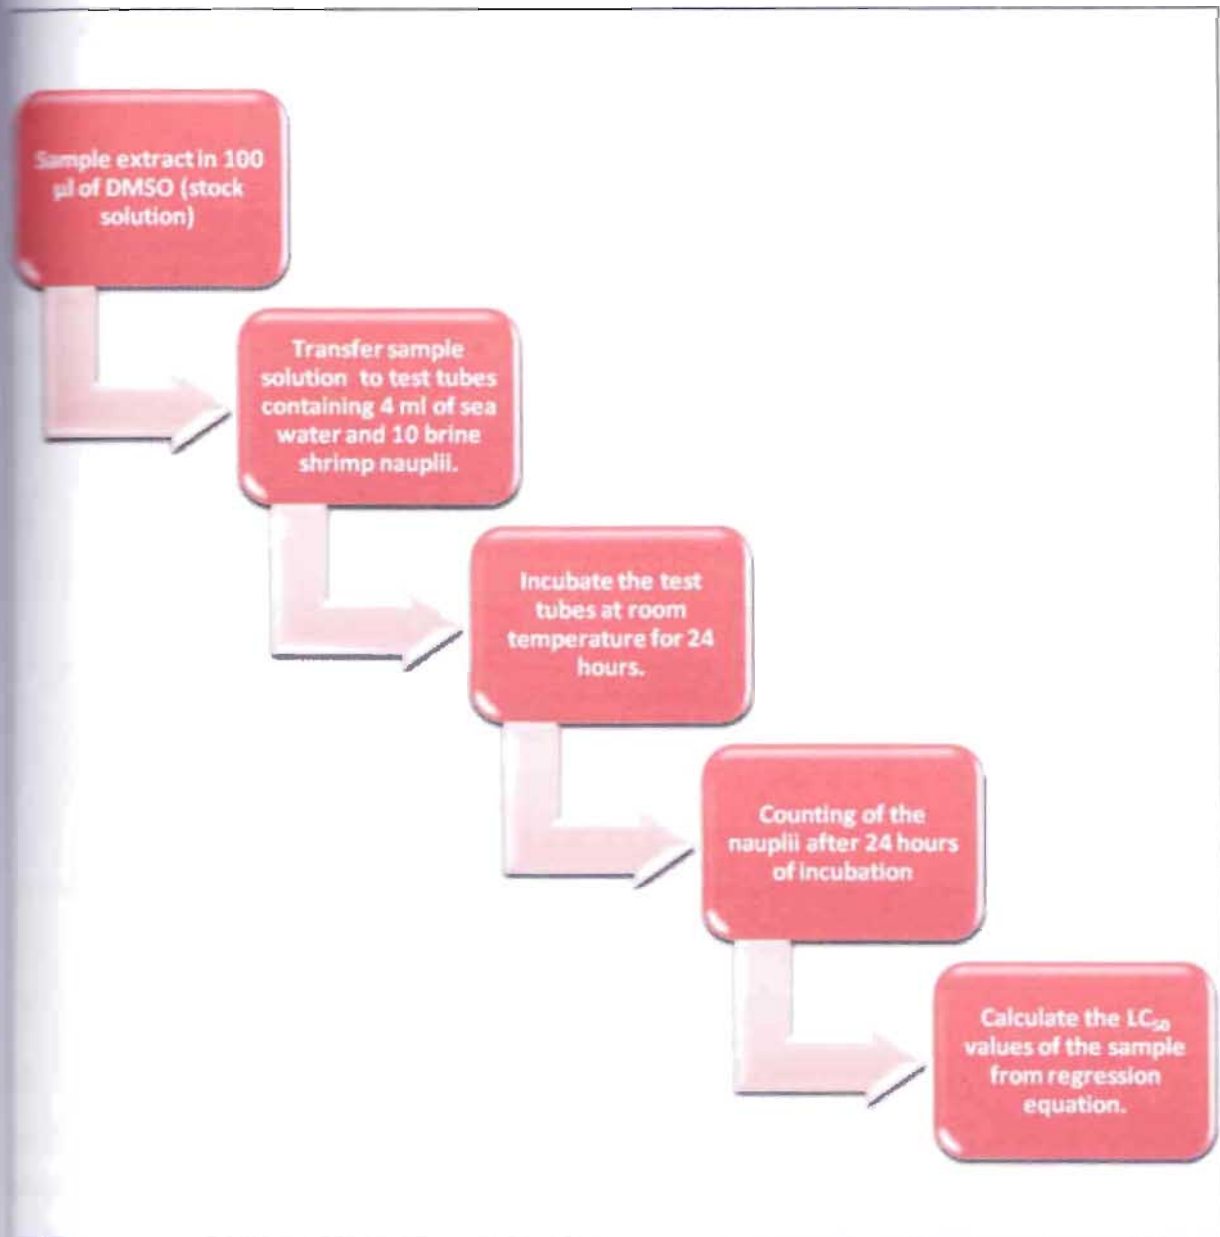 Sample extract in 100
µl of DMSO (stock
solution)
Transfer sample
solution to test tubes
containing 4 ml of sea
water and 10 brine
shrimp nauplii.
Incubate the test
tubes at room
temperature for 24
hours.
Counting of the
nauplii after 24 hours
of incubation
Calculate the LC₅₀
values of the sample
from regression
equation.